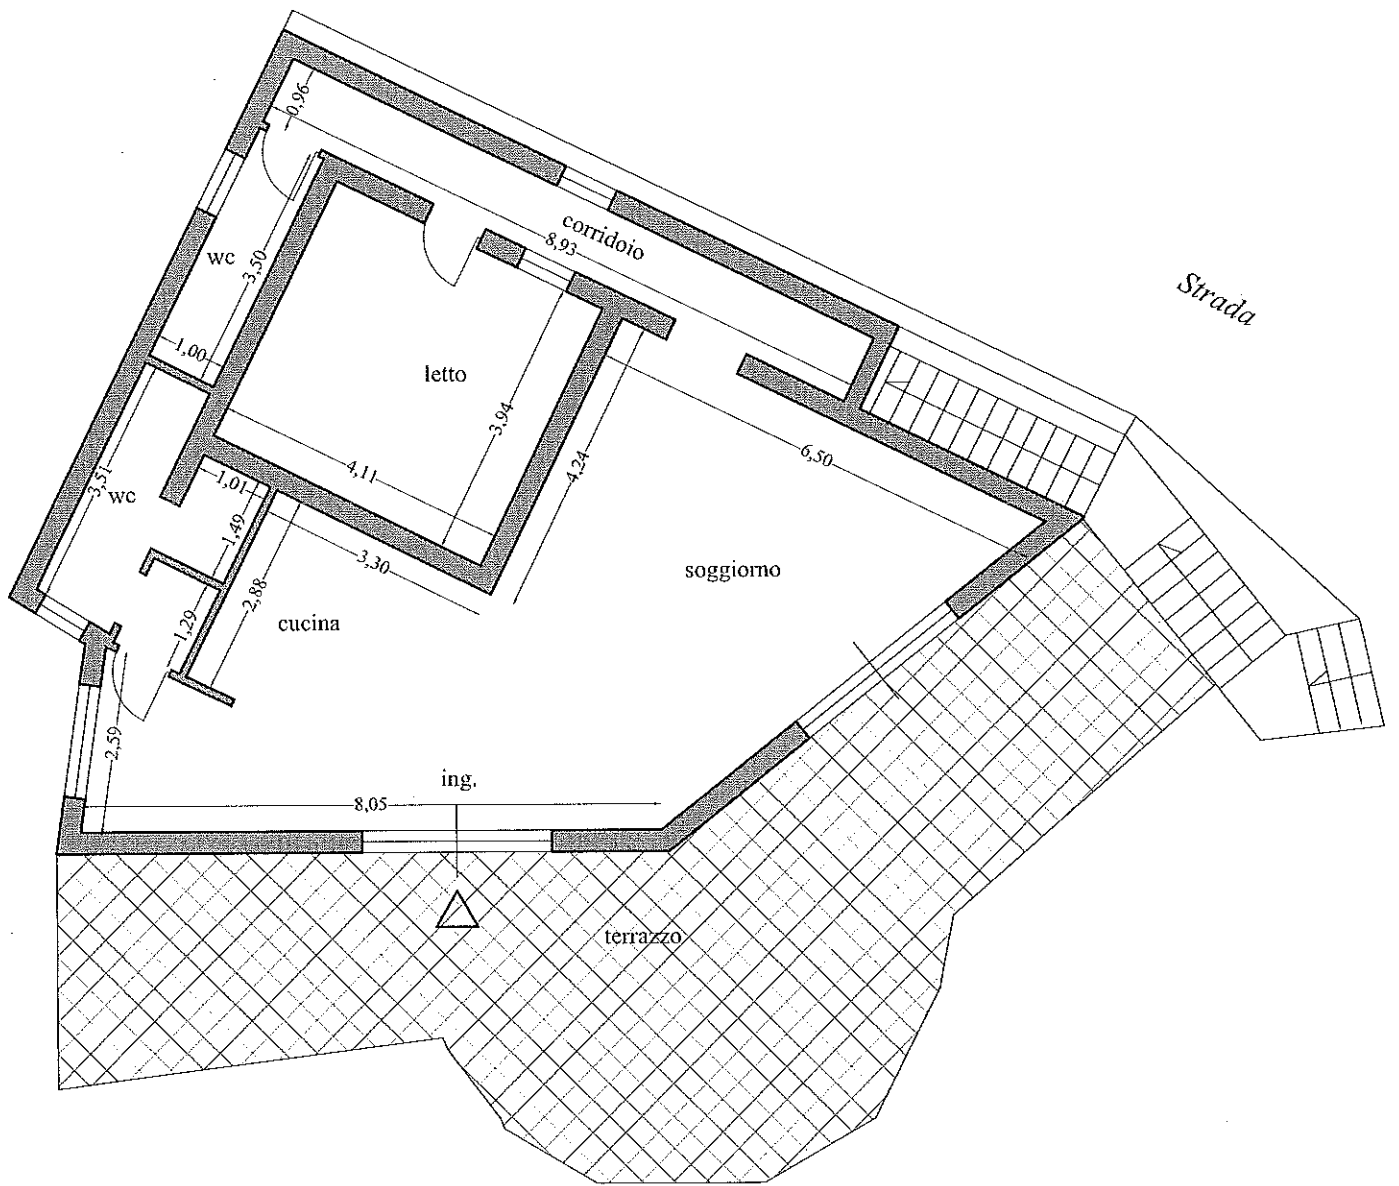 0,96
corridoio
8,93
Strada
wc
3,50
1,00
letto
3,94
4,24
6,50
4,11
3,51
wc
1,01
1,49
3,30
2,88
soggiorno
1,29
cucina
2,59
ing.
8,05
terrazzo